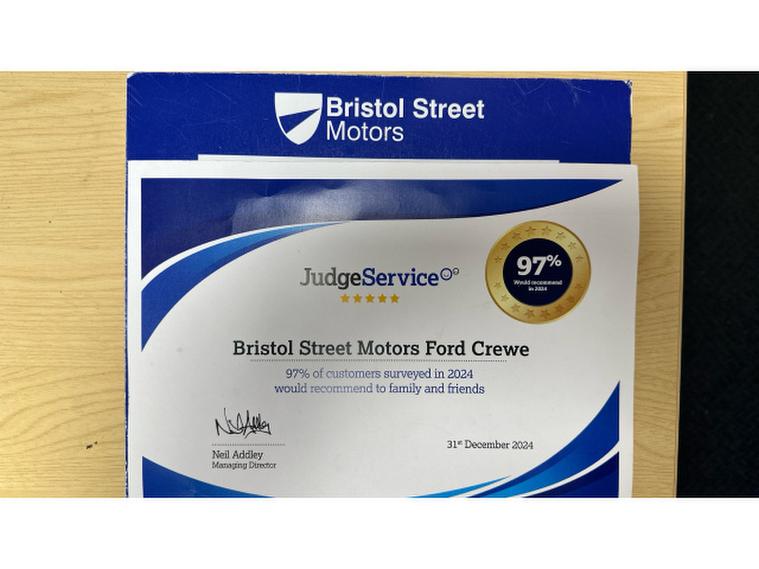 Bristol Street
Motors
JudgeService
97%
Would recommend
in 2024
Bristol Street Motors Ford Crewe
97% of customers surveyed in 2024
would recommend to family and friends
Neil Addley
Managing Director
31st December 2024